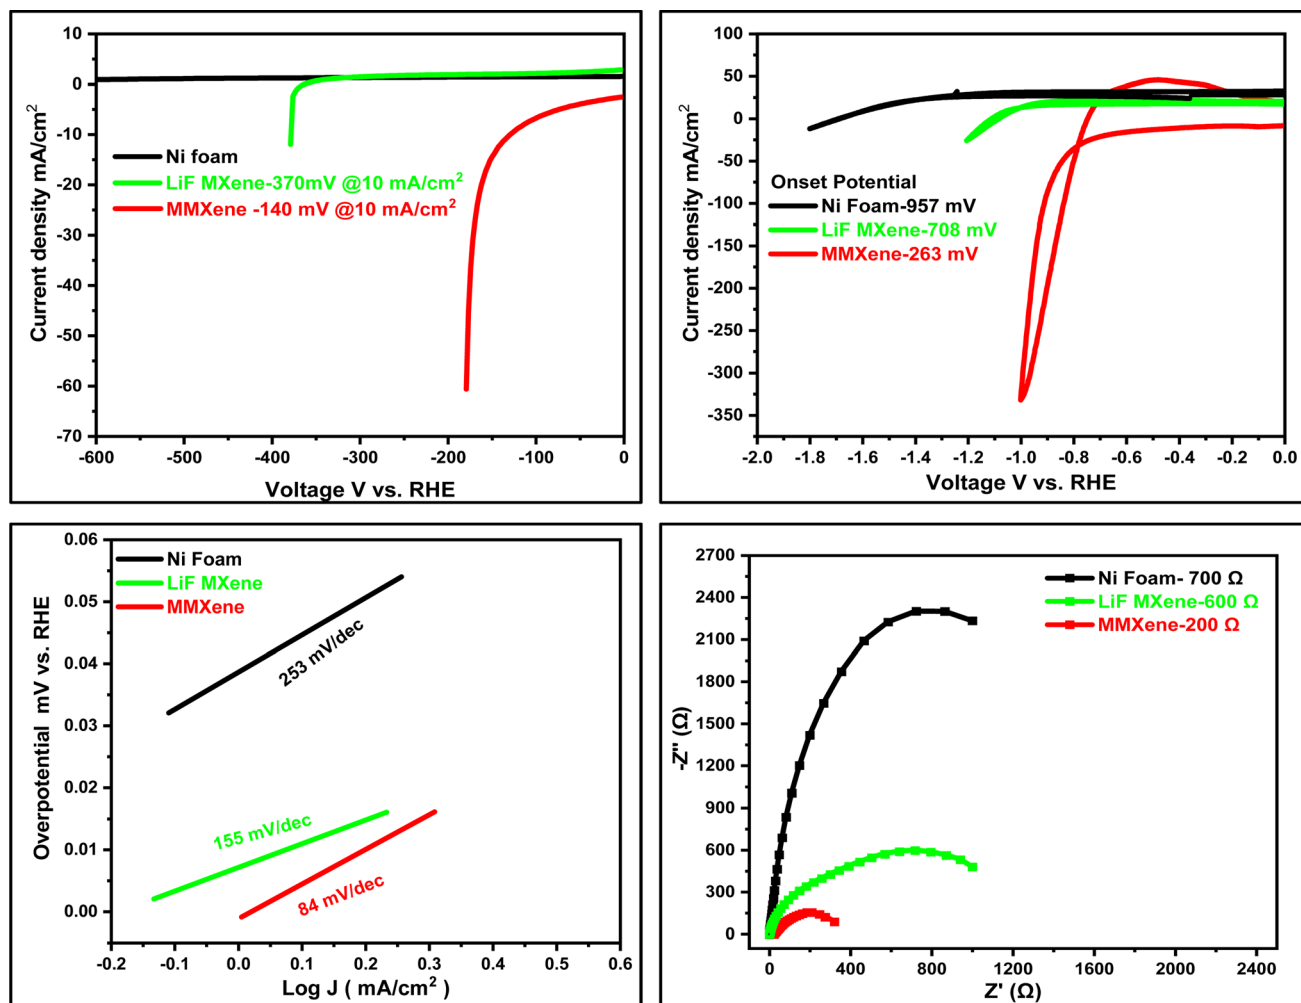 10
0
-10
-20
-30
-40
-50
-60
-70
Current density mA/cm²
Ni foam
LiF MXene-370mV @10 mA/cm²
MMXene -140 mV @10 mA/cm²
-600 -500 -400 -300 -200 -100 0
Voltage V vs. RHE
100
50
0
-50
-100
-150
-200
-250
-300
-350
Current density mA/cm²
Onset Potential
Ni Foam-957 mV
LiF MXene-708 mV
MMXene-263 mV
-2.0 -1.8 -1.6 -1.4 -1.2 -1.0 -0.8 -0.6 -0.4 -0.2 0.0
Voltage V vs. RHE
0.06
0.05
0.04
0.03
0.02
0.01
0.00
Overpotential mV vs. RHE
Ni Foam
LiF MXene
MMXene
253 mV/dec
155 mV/dec
84 mV/dec
-0.2 -0.1 0.0 0.1 0.2 0.3 0.4 0.5 0.6
Log J ( mA/cm²)
2700
2400
2100
1800
1500
1200
900
600
300
0
-Z'' (Ω)
Ni Foam- 700 Ω
LiF MXene-600 Ω
MMXene-200 Ω
0 400 800 1200 1600 2000 2400
Z' (Ω)